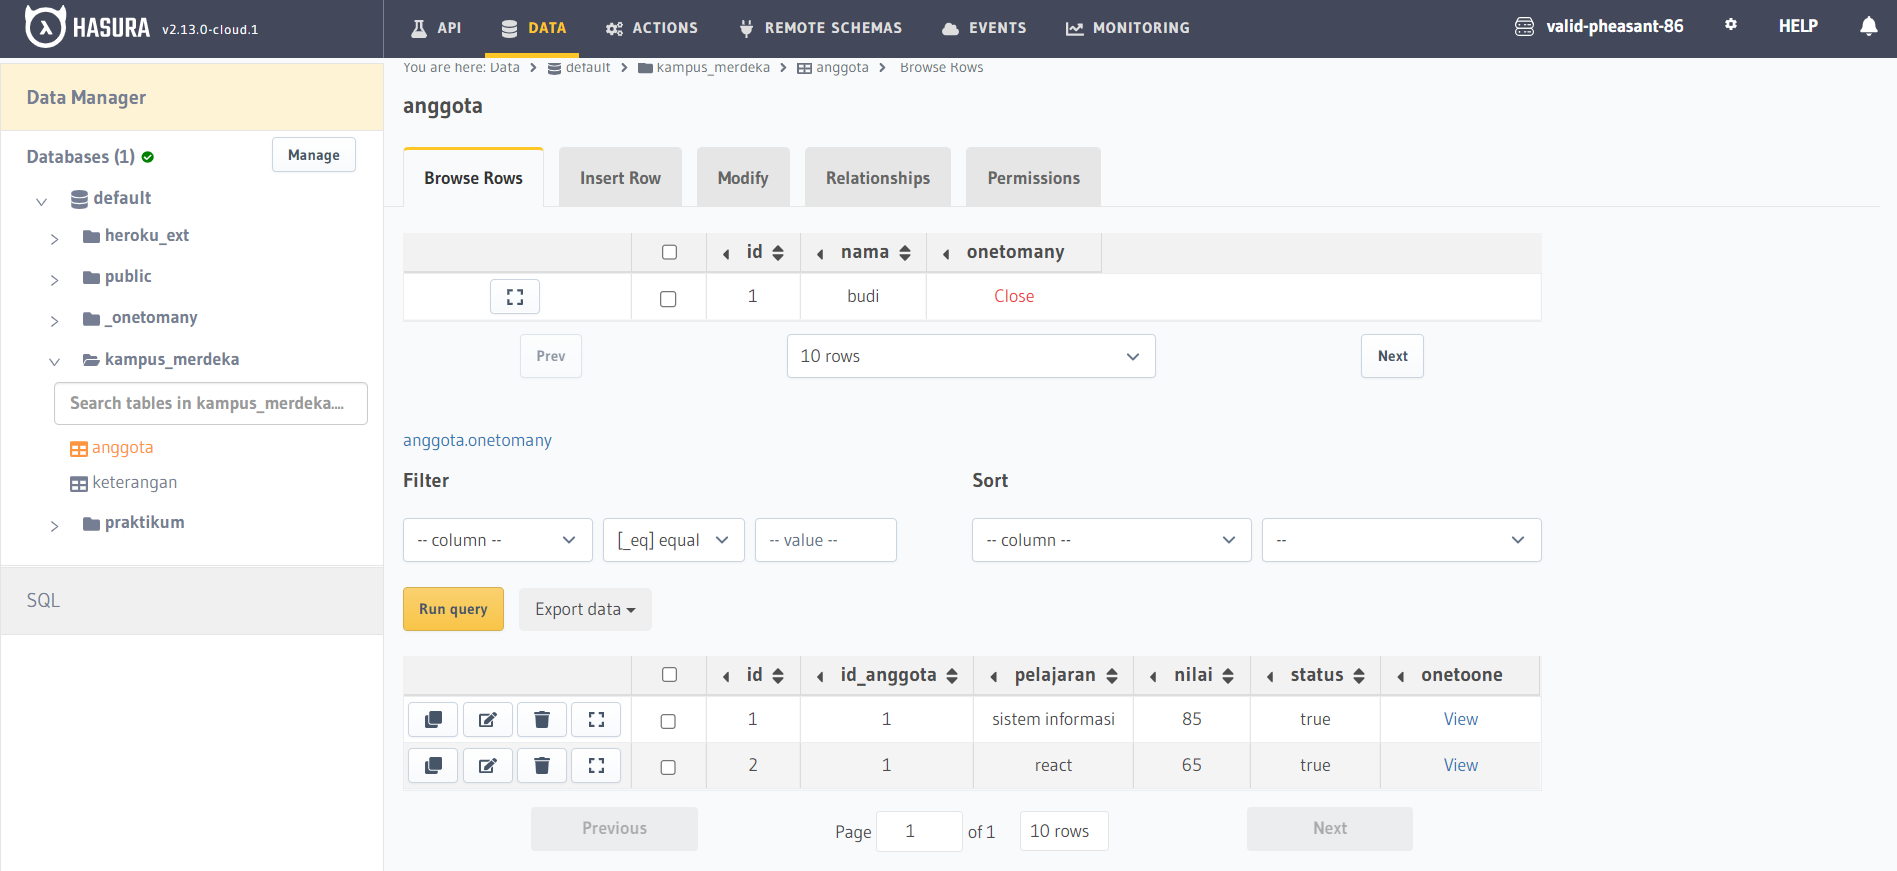 HASURA v2.13.0-cloud.1
API DATA ACTIONS REMOTE SCHEMAS EVENTS MONITORING
valid-pheasant-86 HELP
Data Manager
Databases (1) Manage
default
heroku_ext
public
_onetomany
kampus_merdeka
Search tables in kampus_merdeka....
anggota
keterangan
praktikum
SQL
You are here: Data > default > kampus_merdeka > anggota > Browse Rows
anggota
Browse Rows Insert Row Modify Relationships Permissions
id nama onetomany
1 budi Close
Prev 10 rows Next
anggota.onetomany
Filter Sort
-- column -- [_eq] equal -- value -- -- column -- --
Run query Export data
id id_anggota pelajaran nilai status onetoone
1 1 sistem informasi 85 true View
2 1 react 65 true View
Previous Page 1 of 1 10 rows Next